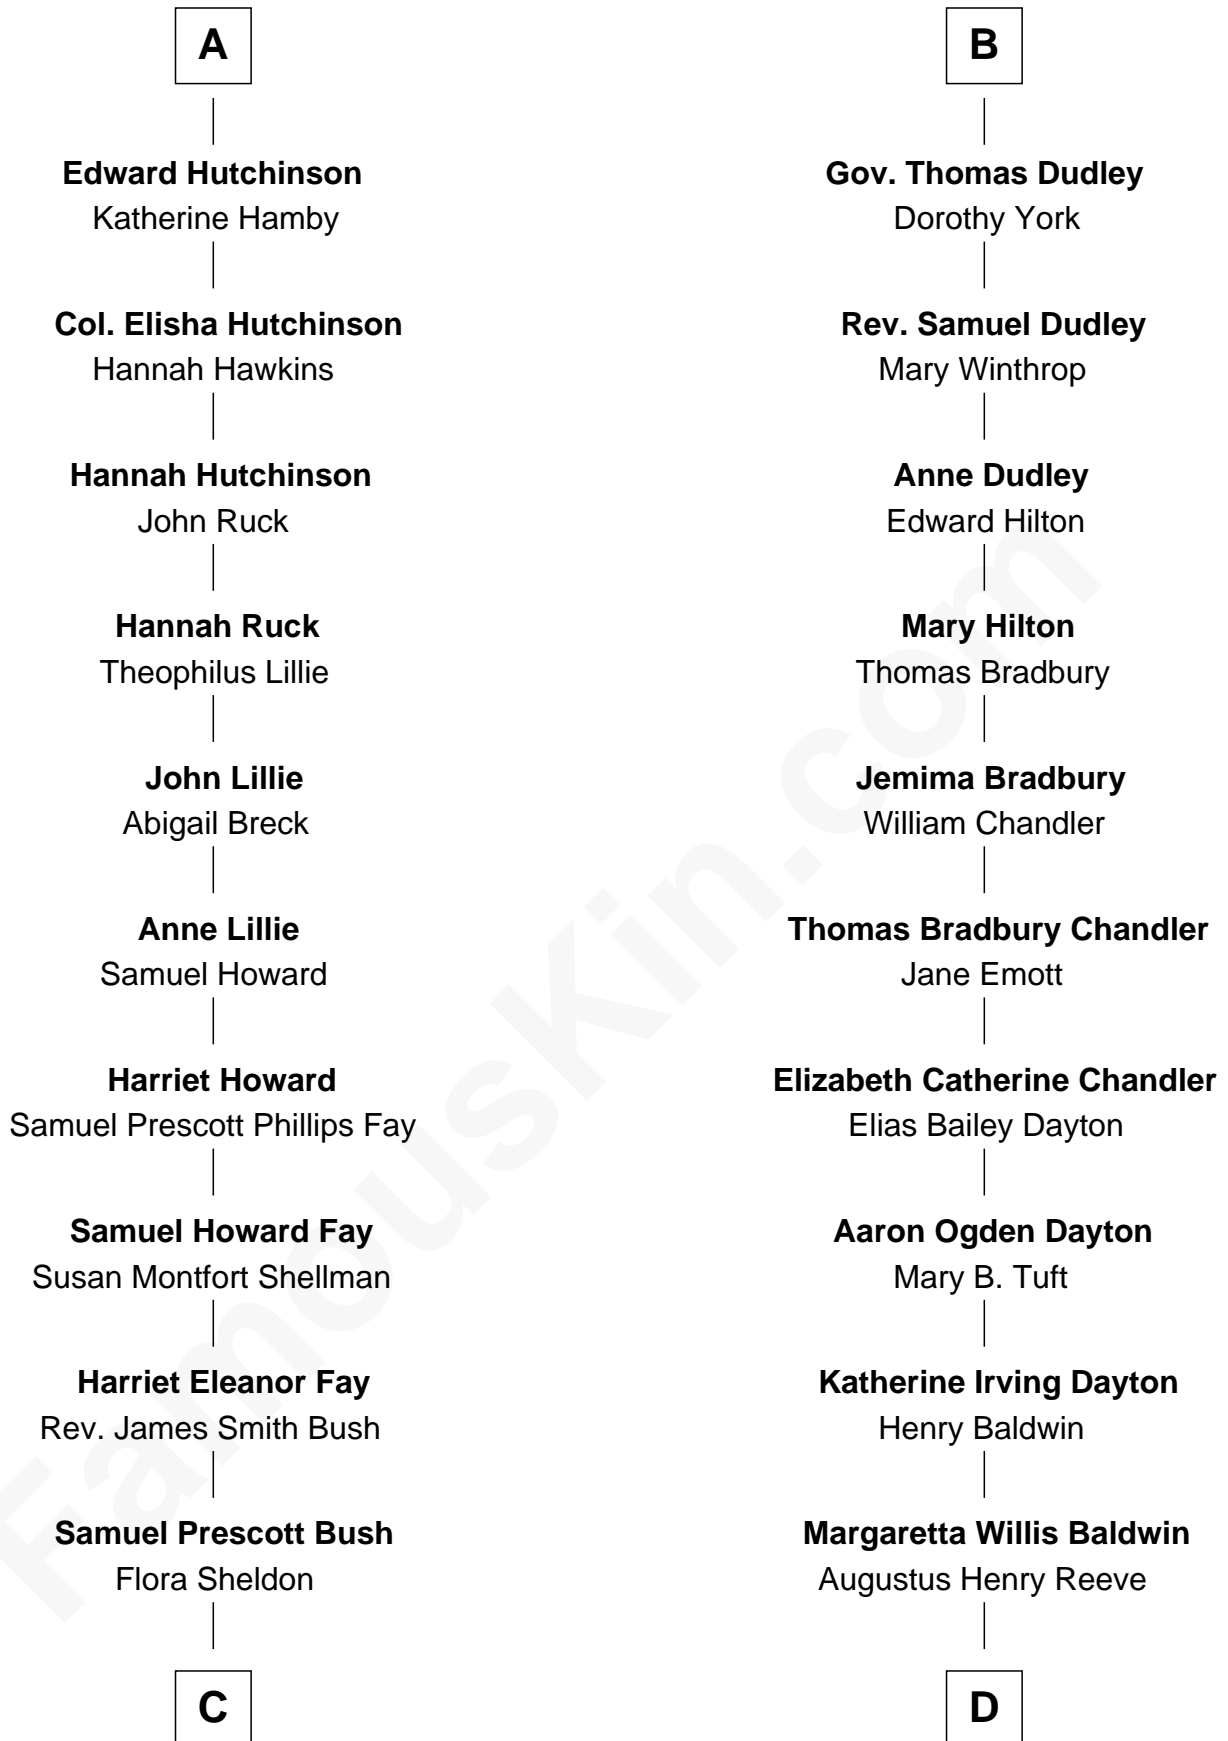 A
Edward Hutchinson
Katherine Hamby
Col. Elisha Hutchinson
Hannah Hawkins
Hannah Hutchinson
John Ruck
Hannah Ruck
Theophilus Lillie
John Lillie
Abigail Breck
Anne Lillie
Samuel Howard
Harriet Howard
Samuel Prescott Phillips Fay
Samuel Howard Fay
Susan Montfort Shellman
Harriet Eleanor Fay
Rev. James Smith Bush
Samuel Prescott Bush
Flora Sheldon
C
B
Gov. Thomas Dudley
Dorothy York
Rev. Samuel Dudley
Mary Winthrop
Anne Dudley
Edward Hilton
Mary Hilton
Thomas Bradbury
Jemima Bradbury
William Chandler
Thomas Bradbury Chandler
Jane Emott
Elizabeth Catherine Chandler
Elias Bailey Dayton
Aaron Ogden Dayton
Mary B. Tuft
Katherine Irving Dayton
Henry Baldwin
Margaretta Willis Baldwin
Augustus Henry Reeve
D
FamousKin.com